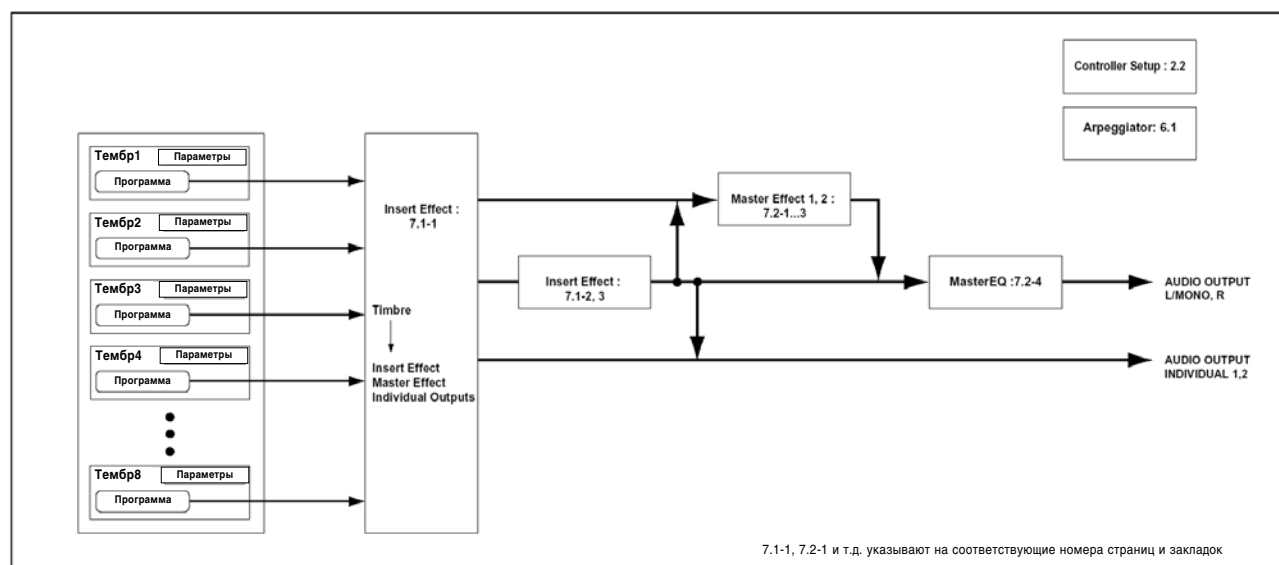 Controller Setup : 2.2
Arpeggiator: 6.1
Тембр1 Параметры
Программа
Тембр2 Параметры
Программа
Тембр3 Параметры
Программа
Тембр4 Параметры
Программа
Тембр8 Параметры
Программа
Insert Effect :
7.1-1
Timbre
Insert Effect
Master Effect
Individual Outputs
Insert Effect :
7.1-2, 3
Master Effect 1, 2 :
7.2-1...3
MasterEQ :7.2-4
AUDIO OUTPUT
L/MONO, R
AUDIO OUTPUT
INDIVIDUAL 1,2
7.1-1, 7.2-1 и т.д. указывают на соответствующие номера страниц и закладок